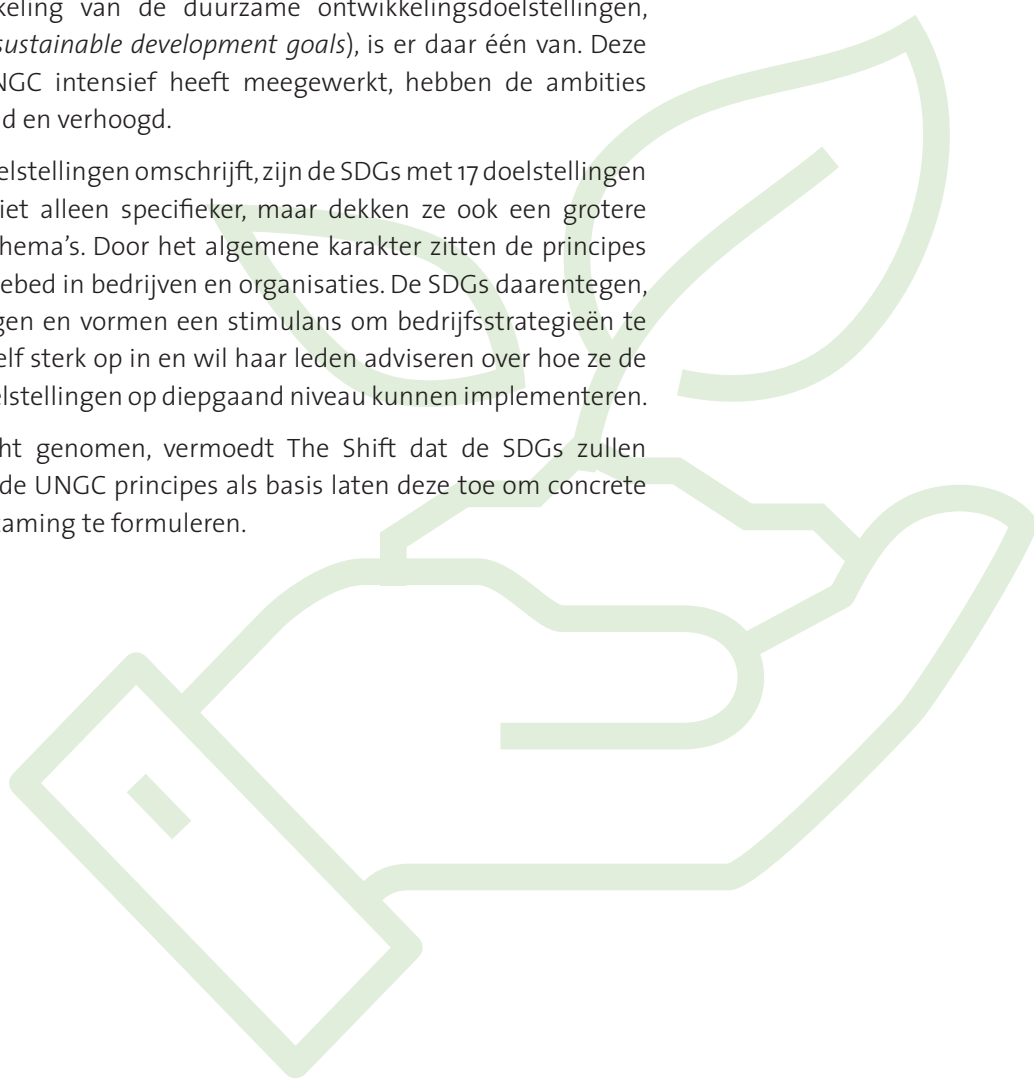 keling van de duurzame ontwikkelingsdoelstellingen,
sustainable development goals), is er daar één van. Deze
NGC intensief heeft meegewerkt, hebben de ambities
d en verhoogd.
elstellingen omschrijft, zijn de SDGs met 17 doelstellingen
iet alleen specifieker, maar dekken ze ook een grotere
hema's. Door het algemene karakter zitten de principes
ebed in bedrijven en organisaties. De SDGs daarentegen,
gen en vormen een stimulans om bedrijfsstrategieën te
elf sterk op in en wil haar leden adviseren over hoe ze de
elstellingen op diepgaand niveau kunnen implementeren.
ht genomen, vermoedt The Shift dat de SDGs zullen
de UNGC principes als basis laten deze toe om concrete
zaming te formuleren.